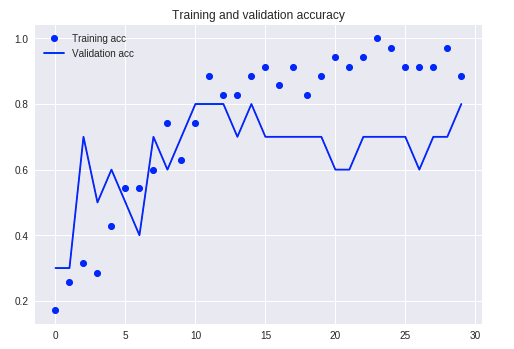 Training and validation accuracy
1.0
Training acc
Validation acc
0.8
0.6
0.4
0.2
0 5 10 15 20 25 30